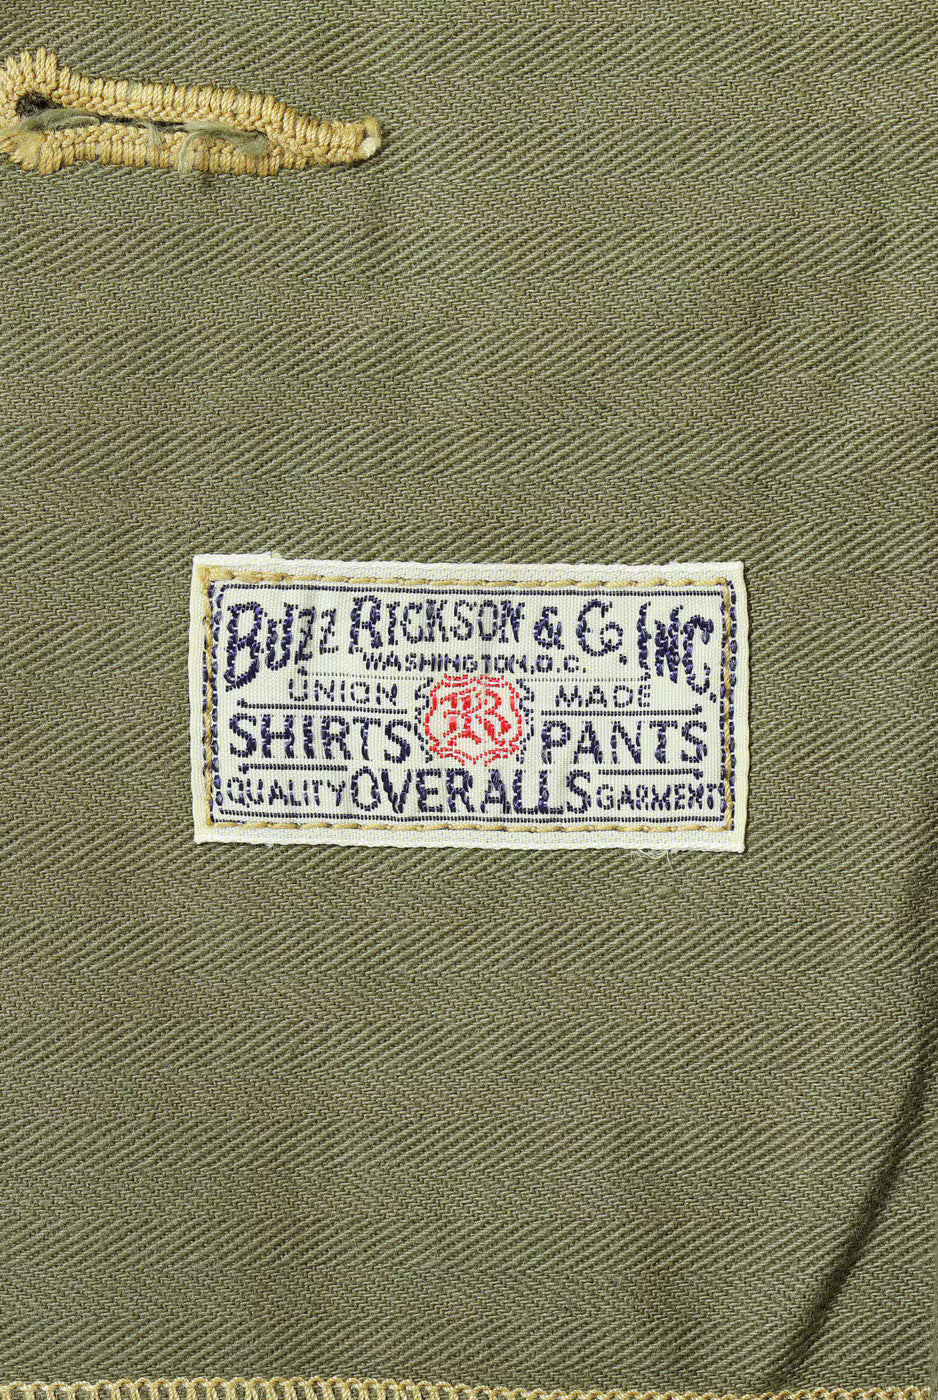 BUZZ RICKSON & CO. INC.
WASHINGTON, D.C.
UNION MADE
R
SHIRTS PANTS
QUALITY OVERALLS GARMENT